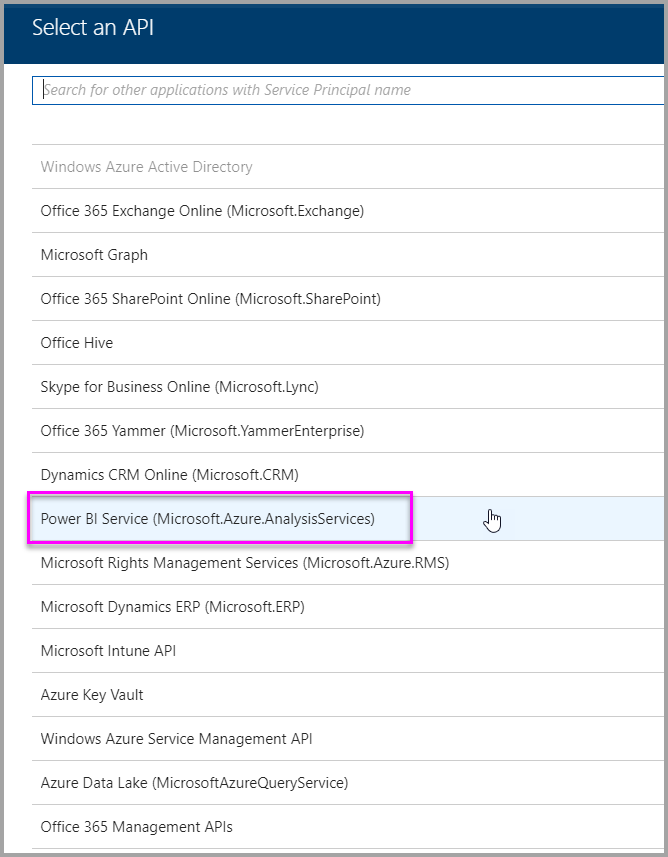 Select an API
Search for other applications with Service Principal name
Windows Azure Active Directory
Office 365 Exchange Online (Microsoft.Exchange)
Microsoft Graph
Office 365 SharePoint Online (Microsoft.SharePoint)
Office Hive
Skype for Business Online (Microsoft.Lync)
Office 365 Yammer (Microsoft.YammerEnterprise)
Dynamics CRM Online (Microsoft.CRM)
Power BI Service (Microsoft.Azure.AnalysisServices)
Microsoft Rights Management Services (Microsoft.Azure.RMS)
Microsoft Dynamics ERP (Microsoft.ERP)
Microsoft Intune API
Azure Key Vault
Windows Azure Service Management API
Azure Data Lake (MicrosoftAzureQueryService)
Office 365 Management APIs